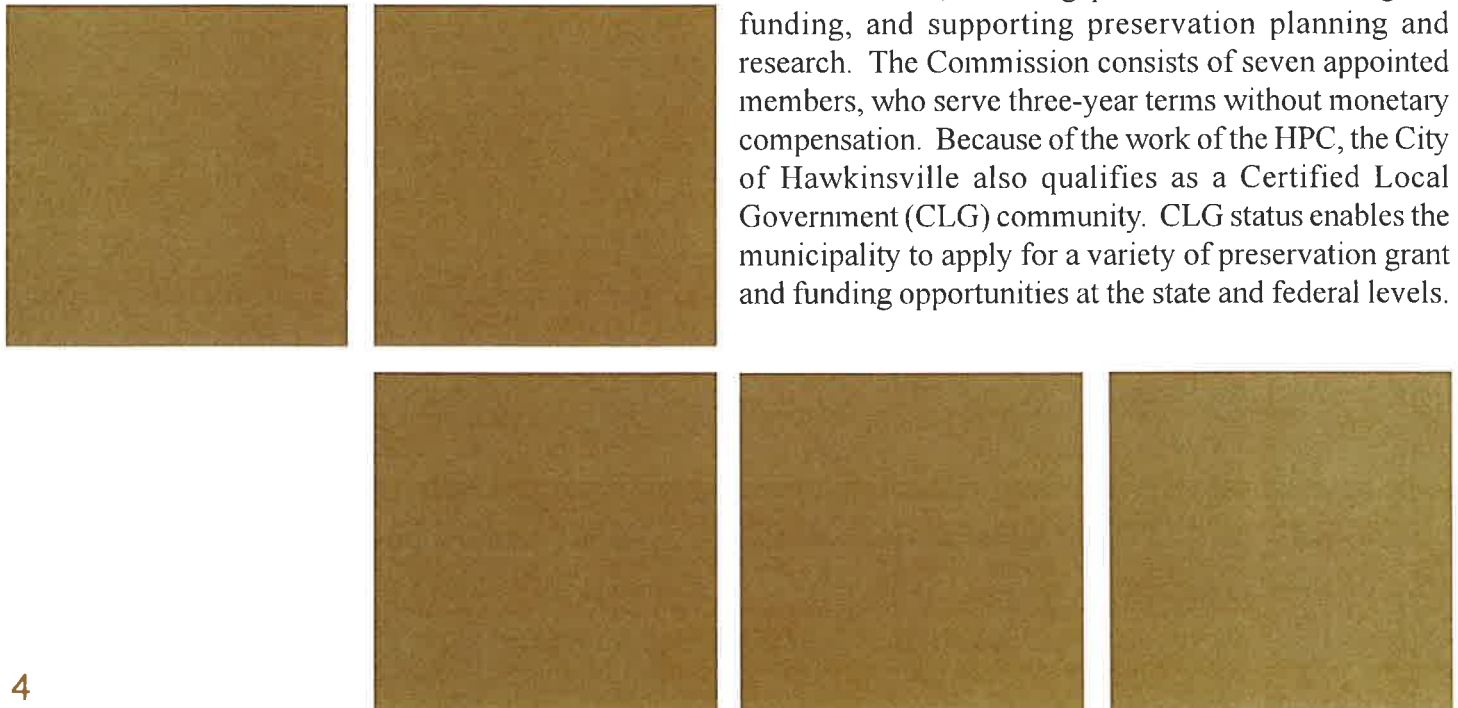 funding, and supporting preservation planning and
research. The Commission consists of seven appointed
members, who serve three-year terms without monetary
compensation. Because of the work of the HPC, the City
of Hawkinsville also qualifies as a Certified Local
Government (CLG) community. CLG status enables the
municipality to apply for a variety of preservation grant
and funding opportunities at the state and federal levels.
4